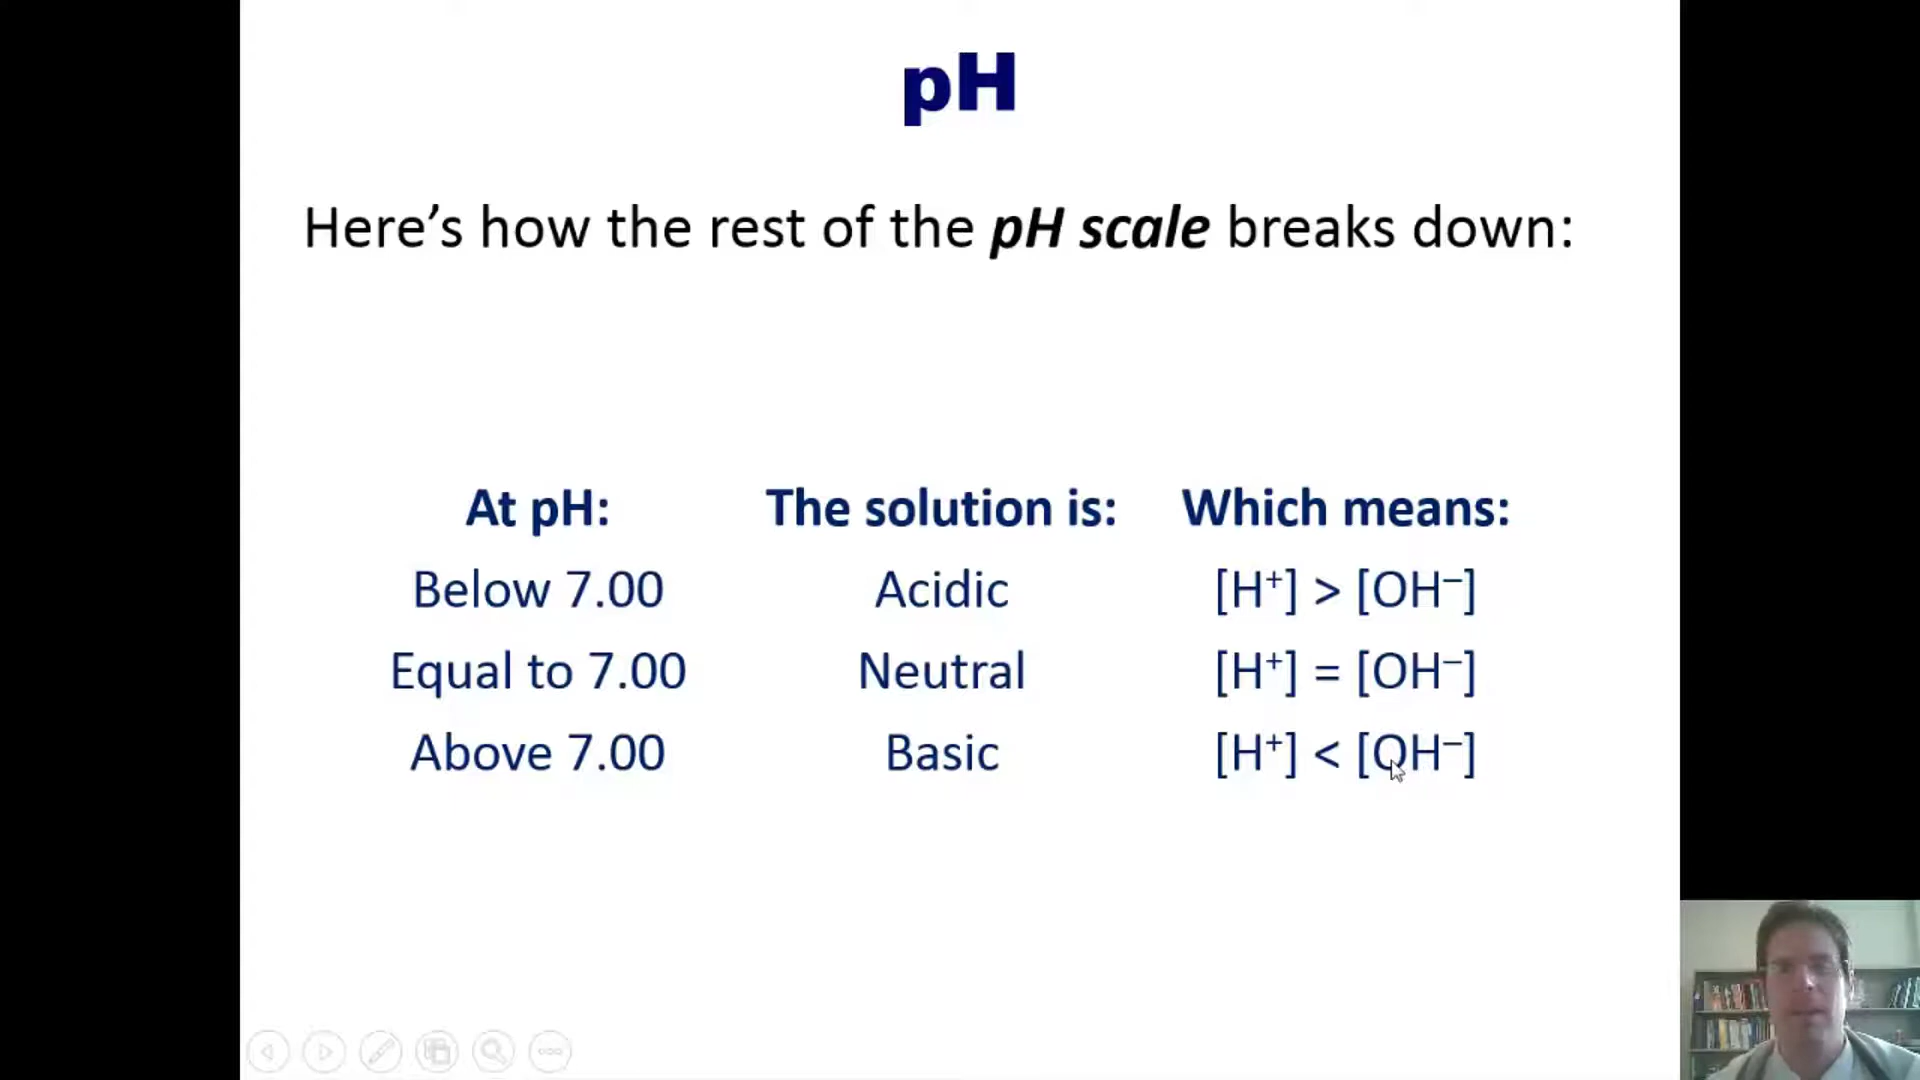 pH
Here’s how the rest of the pH scale breaks down:
At pH: The solution is: Which means:
Below 7.00 Acidic [H⁺] > [OH⁻]
Equal to 7.00 Neutral [H⁺] = [OH⁻]
Above 7.00 Basic [H⁺] < [OH⁻]